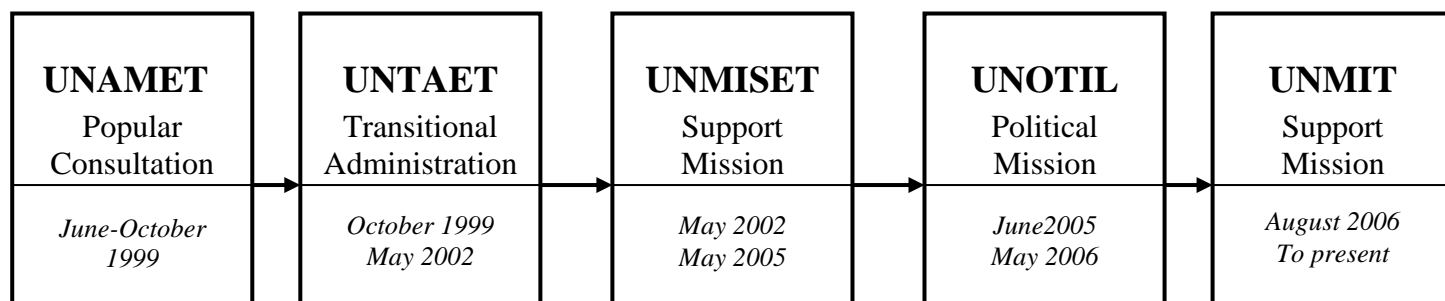 UNAMET
Popular
Consultation
June-October
1999
UNTAET
Transitional
Administration
October 1999
May 2002
UNMISET
Support
Mission
May 2002
May 2005
UNOTIL
Political
Mission
June2005
May 2006
UNMIT
Support
Mission
August 2006
To present